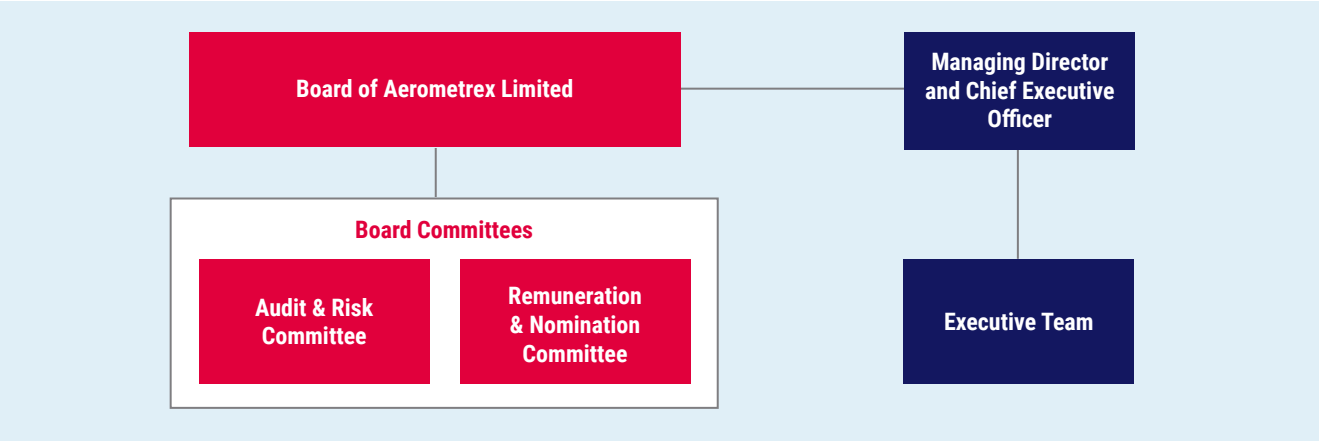 Board of Aerometrex Limited
Managing Director
and Chief Executive
Officer
Board Committees
Audit & Risk
Committee
Remuneration
& Nomination
Committee
Executive Team